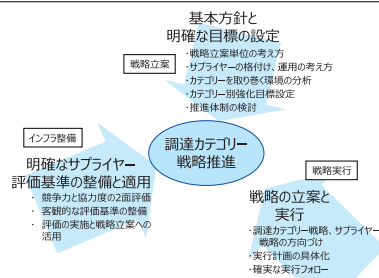 基本方針と
明確な目標の設定
・戦略立案単位の考え方
・サプライヤーの格付け、運用の考え方
・カテゴリーを取り巻く環境の分析
・カテゴリー別強化目標設定
・推進体制の検討
戦略立案
調達カテゴリー
戦略推進
インフラ整備
明確なサプライヤー
評価基準の整備と適用
・ 競争力と協力度の2面評価
・ 客観的な評価基準の整備
・ 評価の実施と戦略立案への
活用
戦略実行
戦略の立案と
実行
・調達カテゴリー戦略、サプライヤー
戦略の方向づけ
・実行計画の具体化
・確実な実行フォロー